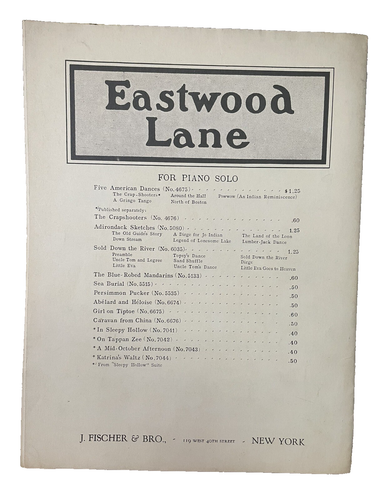 Eastwood
Lane
FOR PIANO SOLO
Five American Dances (No. 4675) $1.25
The Crap-Shooters* Around the Hall Powwow (An Indian Reminiscence)
A Gringo Tango North of Boston
*Published separately:
The Crapshooters (No. 4676) .60
Adirondack Sketches (No. 5080) 1.25
The Old Guide's Story A Dirge for Jo Indian The Land of the Loon
Down Stream Legend of Lonesome Lake Lumber-Jack Dance
Sold Down the River (No. 6035) 1.25
Preamble Topsy's Dance Sold Down the River
Uncle Tom and Legree Sand Shuffle Dirge
Little Eva Uncle Tom's Dance Little Eva Goes to Heaven
The Blue-Robed Mandarins (No. 5133) .50
Sea Burial (No. 5515) .50
Persimmon Pucker (No. 5535) .50
Abélard and Héloise (No. 6674) .50
Girl on Tiptoe (No. 6675) .60
Caravan from China (No. 6676) .50
*In Sleepy Hollow (No. 7041) .40
*On Tappan Zee (No. 7042) .40
*A Mid-October Afternoon (No. 7043) .40
*Katrina's Waltz (No. 7044) .50
*From "Sleepy Hollow" Suite
J. FISCHER & BRO., · 119 WEST 40TH STREET - NEW YORK